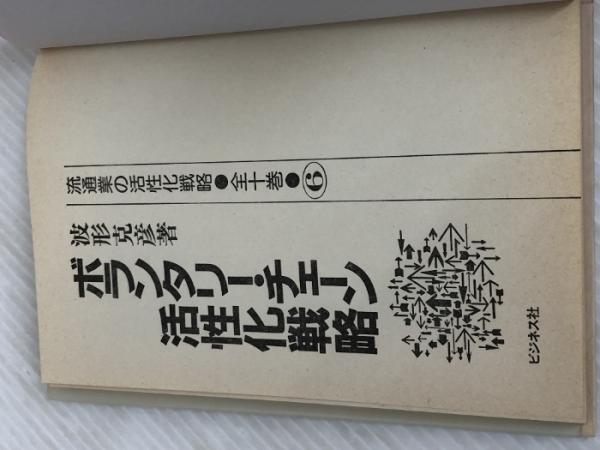 流通業の活性化戦略●全十巻●⑥
波形克彦著
ボランタリー・チェーン
活性化戦略
ビジネス社